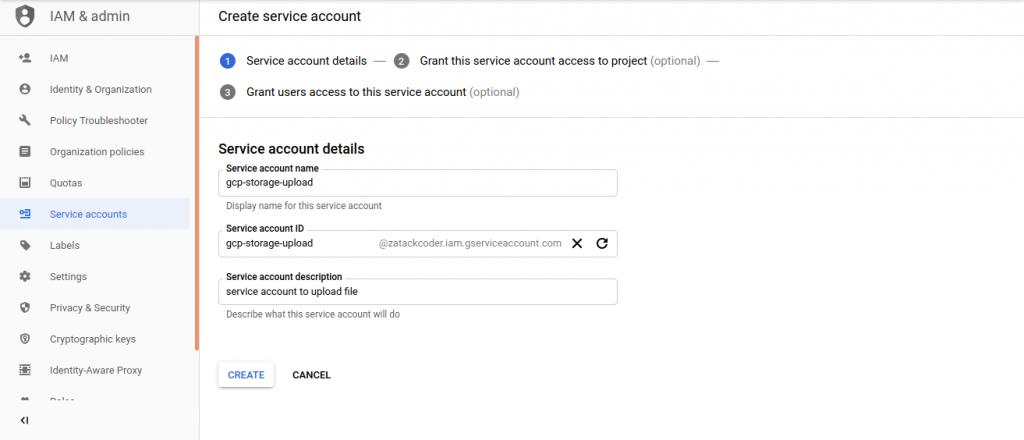 IAM & admin
Create service account
IAM
Identity & Organization
Policy Troubleshooter
Organization policies
Quotas
Service accounts
Labels
Settings
Privacy & Security
Cryptographic keys
Identity-Aware Proxy
Roles
1 Service account details — 2 Grant this service account access to project (optional) —
3 Grant users access to this service account (optional)
Service account details
Service account name
gcp-storage-upload
Display name for this service account
Service account ID
gcp-storage-upload @zatackcoder.iam.gserviceaccount.com
Service account description
service account to upload file
Describe what this service account will do
CREATE CANCEL